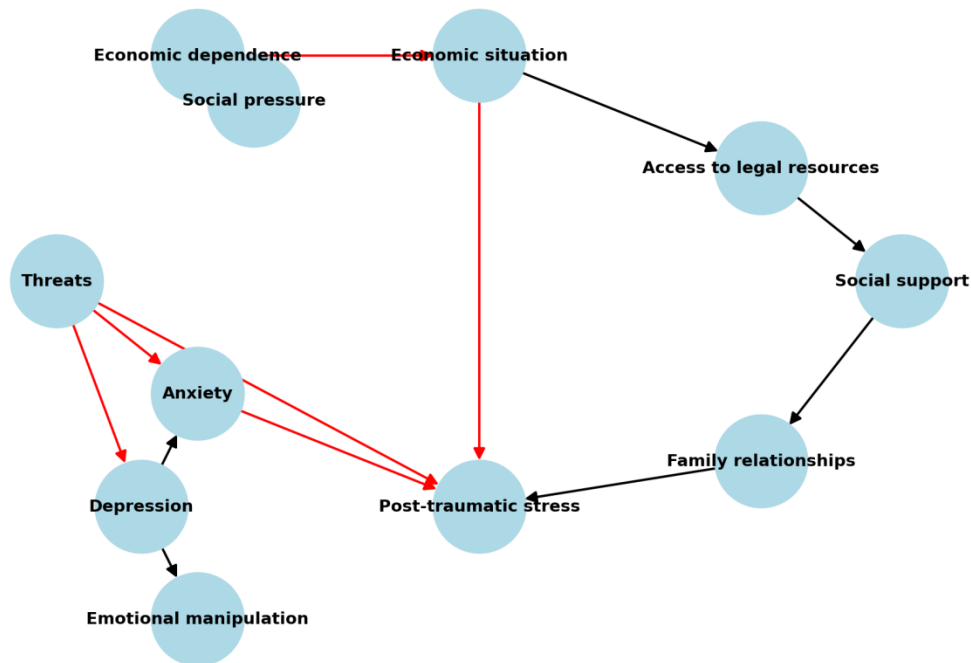 Economic dependence
Economic situation
Social pressure
Access to legal resources
Threats
Social support
Anxiety
Family relationships
Depression
Post-traumatic stress
Emotional manipulation